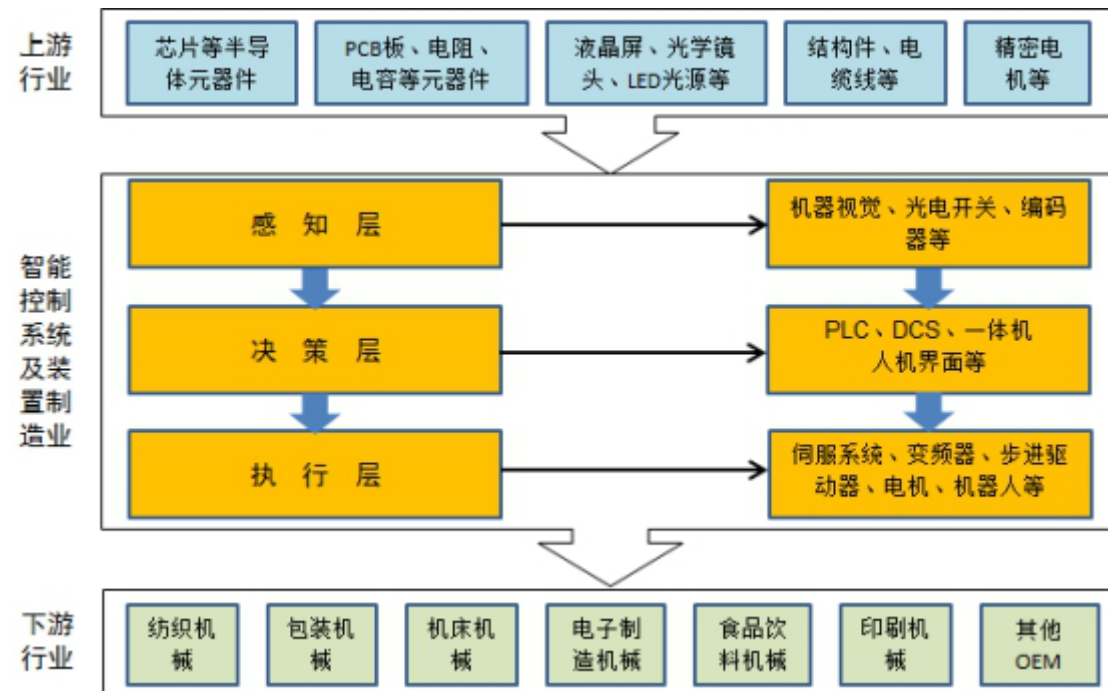 上游
行业
芯片等半导
体元器件
PCB板、电阻、
电容等元器件
液晶屏、光学镜
头、LED光源等
结构件、电
缆线等
精密电
机等
智能
控制
系统
及装
置制
造业
感 知 层
机器视觉、光电开关、编码
器等
决 策 层
PLC、DCS、一体机
人机界面等
执 行 层
伺服系统、变频器、步进驱
动器、电机、机器人等
下游
行业
纺织机
械
包装机
械
机床机
械
电子制
造机械
食品饮
料机械
印刷机
械
其他
OEM